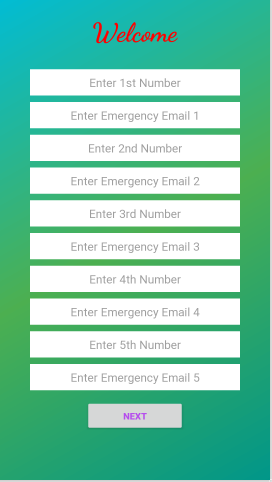 Welcome
Enter 1st Number
Enter Emergency Email 1
Enter 2nd Number
Enter Emergency Email 2
Enter 3rd Number
Enter Emergency Email 3
Enter 4th Number
Enter Emergency Email 4
Enter 5th Number
Enter Emergency Email 5
NEXT